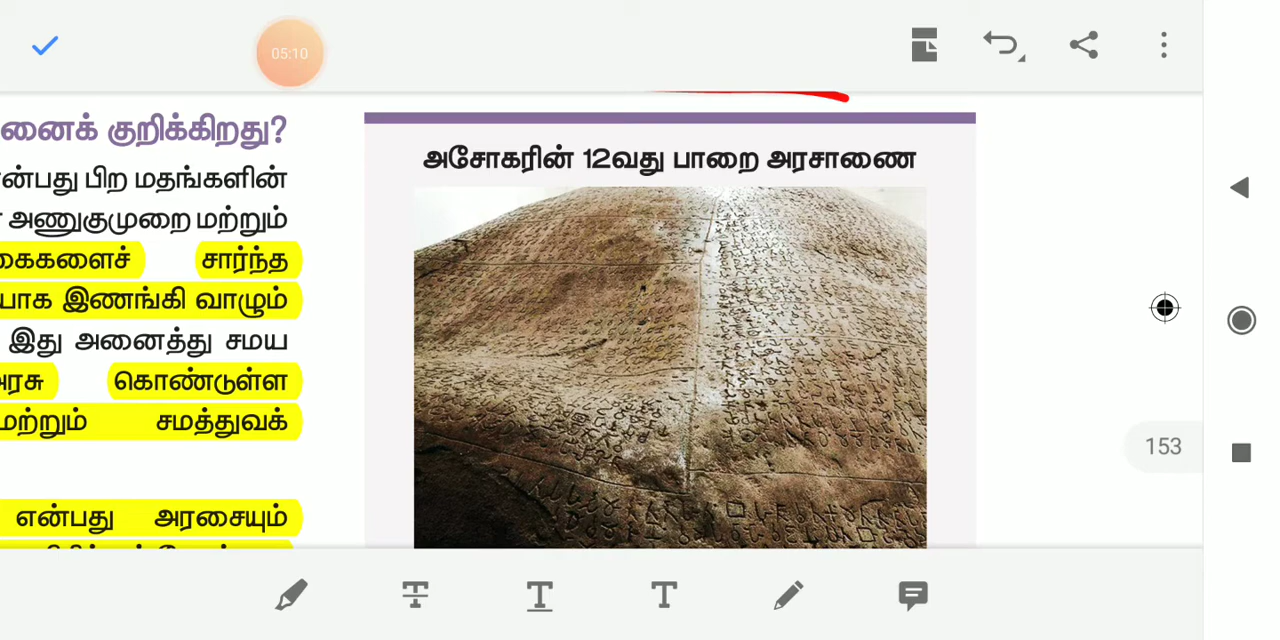 05:10
னைக் குறிக்கிறது?
ன்பது பிற மதங்களின்
அணுகுமுறை மற்றும்
கைகளைச் சார்ந்த
யாக இணங்கி வாழும்
இது அனைத்து சமய
ரசு கொண்டுள்ள
மற்றும் சமத்துவக்
என்பது அரசையும்
அசோகரின் 12வது பாறை அரசாணை
153